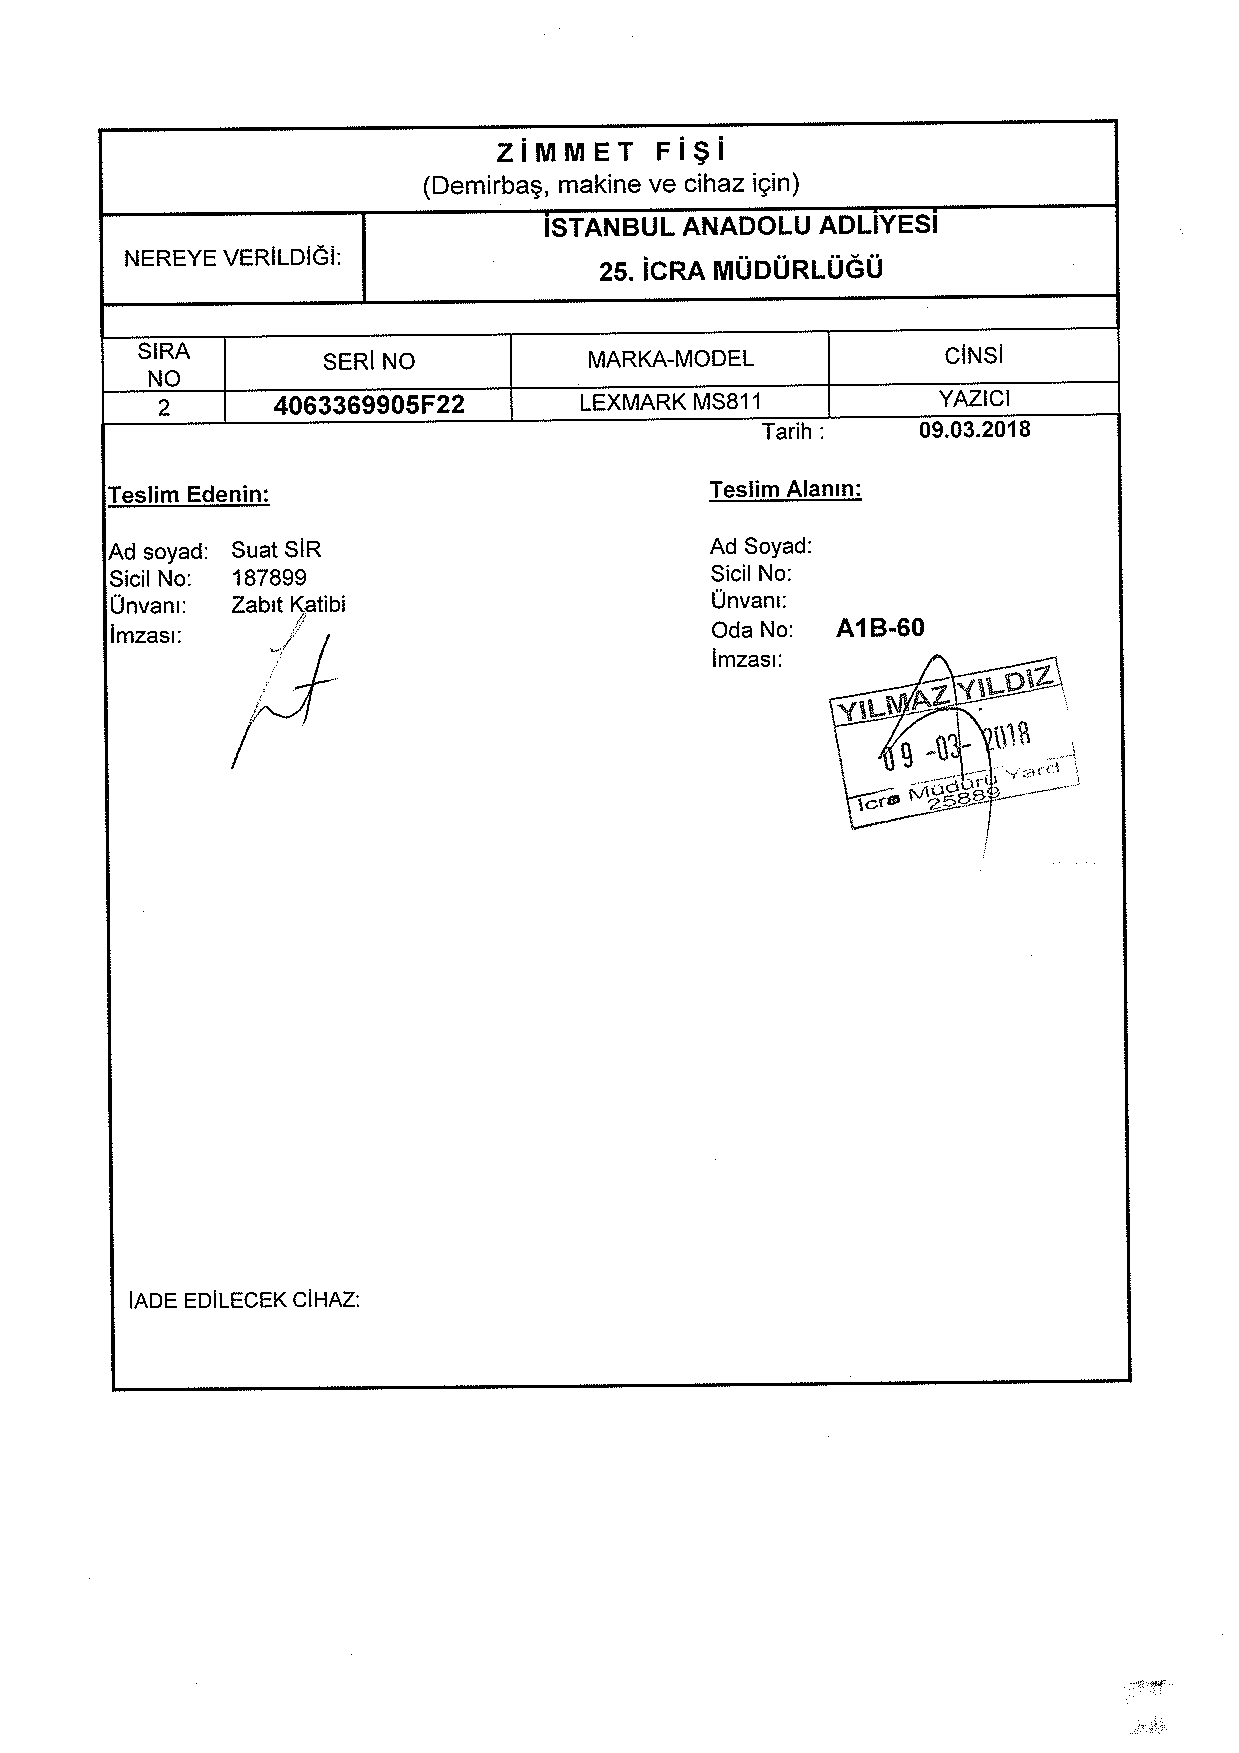 ZİMMET FİŞİ
(Demirbaş, makine ve cihaz için)
NEREYE VERİLDİĞİ:
İSTANBUL ANADOLU ADLİYESİ
25. İCRA MÜDÜRLÜĞÜ
SIRA NO SERİ NO MARKA-MODEL CİNSİ
2 4063369905F22 LEXMARK MS811 YAZICI
Tarih : 09.03.2018
Teslim Edenin:
Ad soyad: Suat SİR
Sicil No: 187899
Ünvanı: Zabıt Katibi
İmzası:
Teslim Alanın:
Ad Soyad:
Sicil No:
Ünvanı:
Oda No: A1B-60
İmzası:
YILMAZ YILDIZ
09 -03- 2018
İcra Müdürü Yard
25889
İADE EDİLECEK CİHAZ: